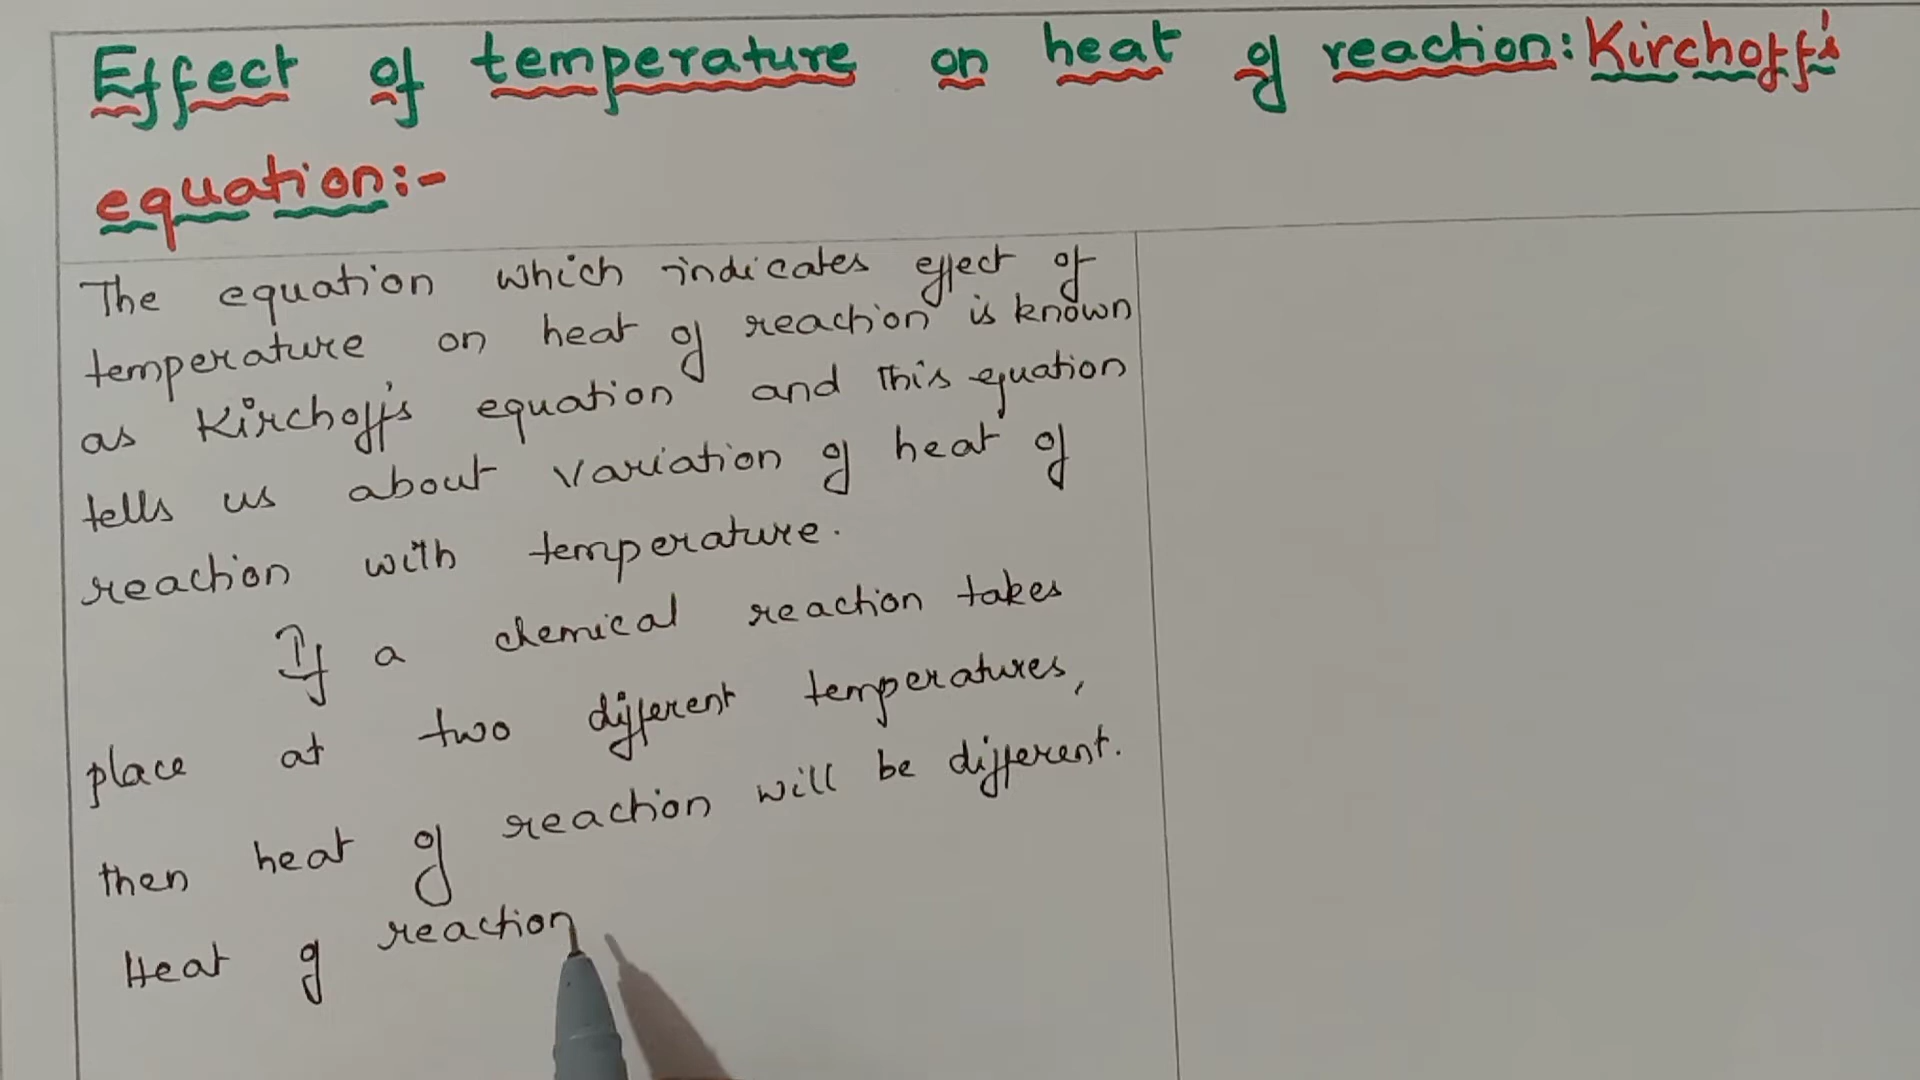 Effect of temperature on heat of reaction: Kirchoff's
equation:-
The equation which indicates effect of
temperature on heat of reaction is known
as Kirchoff's equation and this equation
tells us about variation of heat of
reaction with temperature.
If a chemical reaction takes
place at two different temperatures,
then heat of reaction will be different.
Heat of reaction